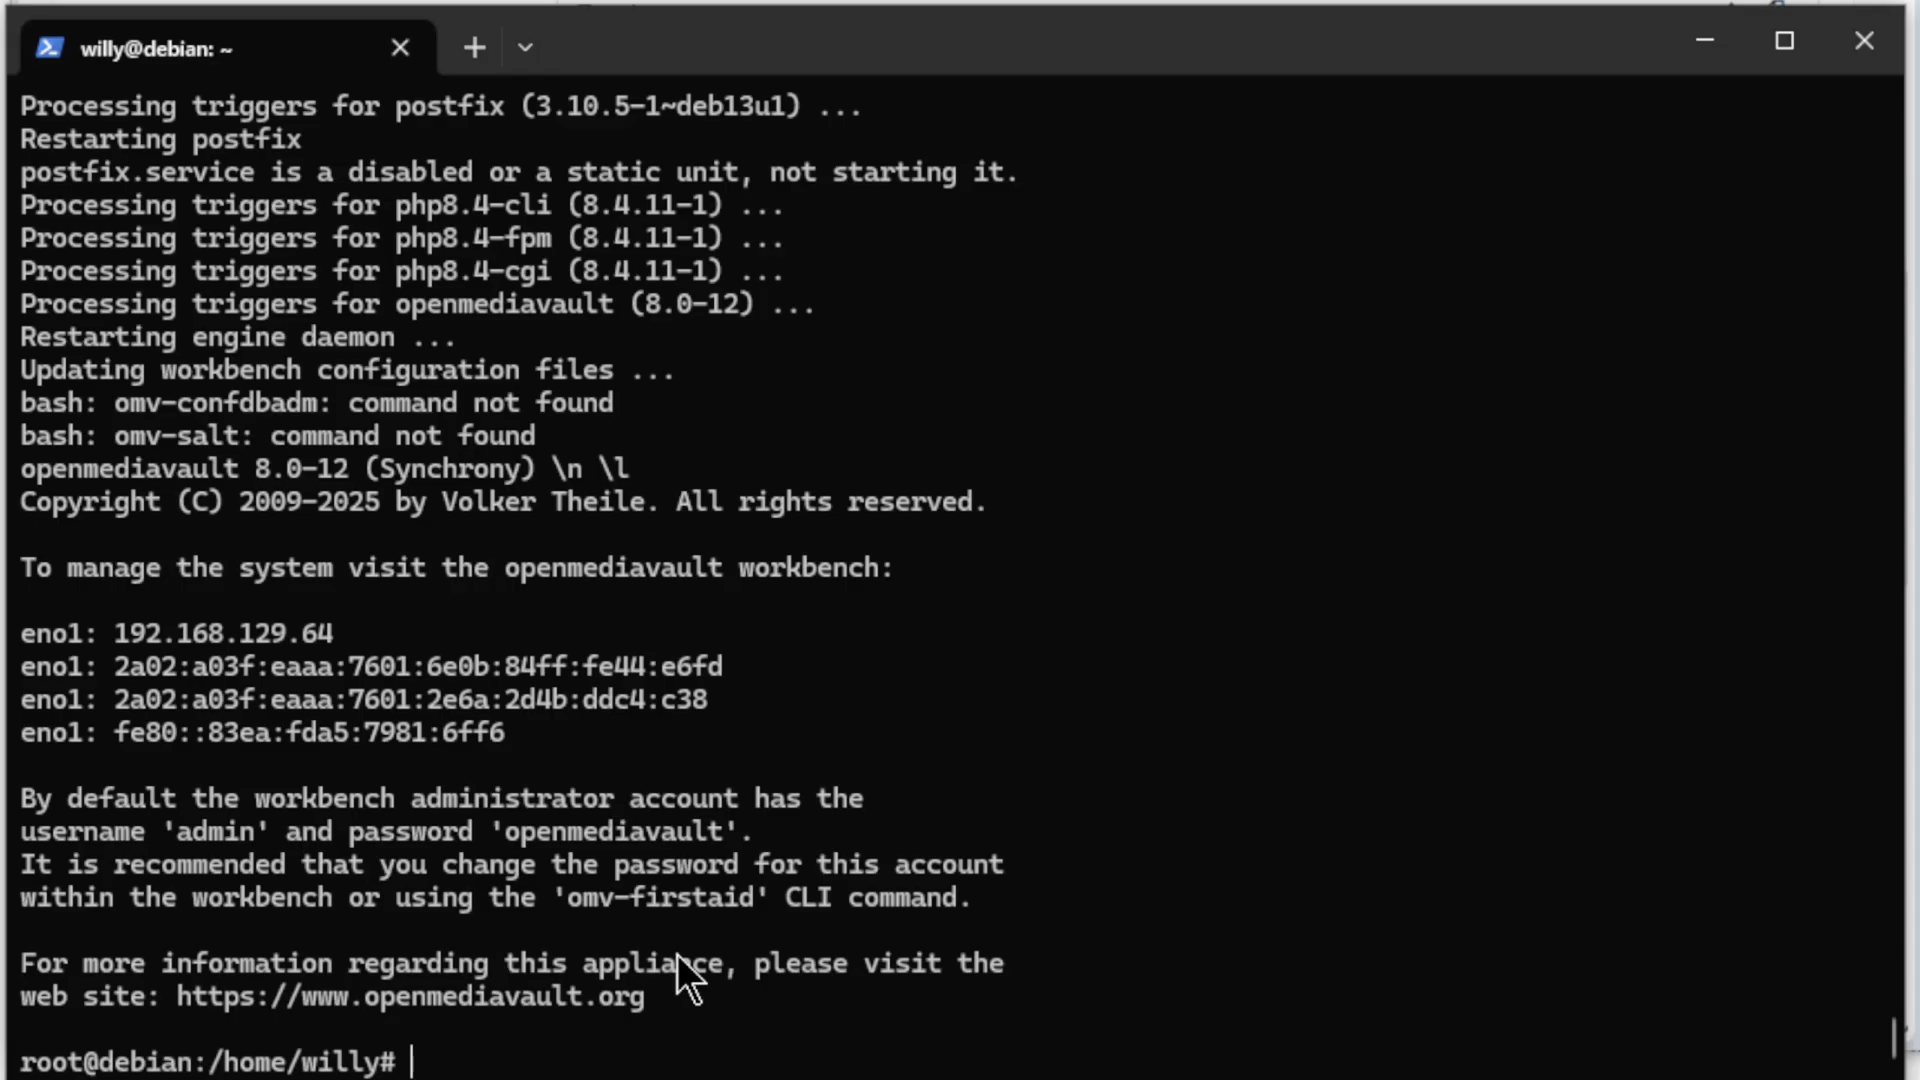 willy@debian: ~
Processing triggers for postfix (3.10.5-1~deb13u1) ...
Restarting postfix
postfix.service is a disabled or a static unit, not starting it.
Processing triggers for php8.4-cli (8.4.11-1) ...
Processing triggers for php8.4-fpm (8.4.11-1) ...
Processing triggers for php8.4-cgi (8.4.11-1) ...
Processing triggers for openmediavault (8.0-12) ...
Restarting engine daemon ...
Updating workbench configuration files ...
bash: omv-confdbadm: command not found
bash: omv-salt: command not found
openmediavault 8.0-12 (Synchrony) \n \l
Copyright (C) 2009-2025 by Volker Theile. All rights reserved.
To manage the system visit the openmediavault workbench:
eno1: 192.168.129.64
eno1: 2a02:a03f:eaaa:7601:6e0b:84ff:fe44:e6fd
eno1: 2a02:a03f:eaaa:7601:2e6a:2d4b:ddc4:c38
eno1: fe80::83ea:fda5:7981:6ff6
By default the workbench administrator account has the
username 'admin' and password 'openmediavault'.
It is recommended that you change the password for this account
within the workbench or using the 'omv-firstaid' CLI command.
For more information regarding this appliance, please visit the
web site: https://www.openmediavault.org
root@debian:/home/willy#